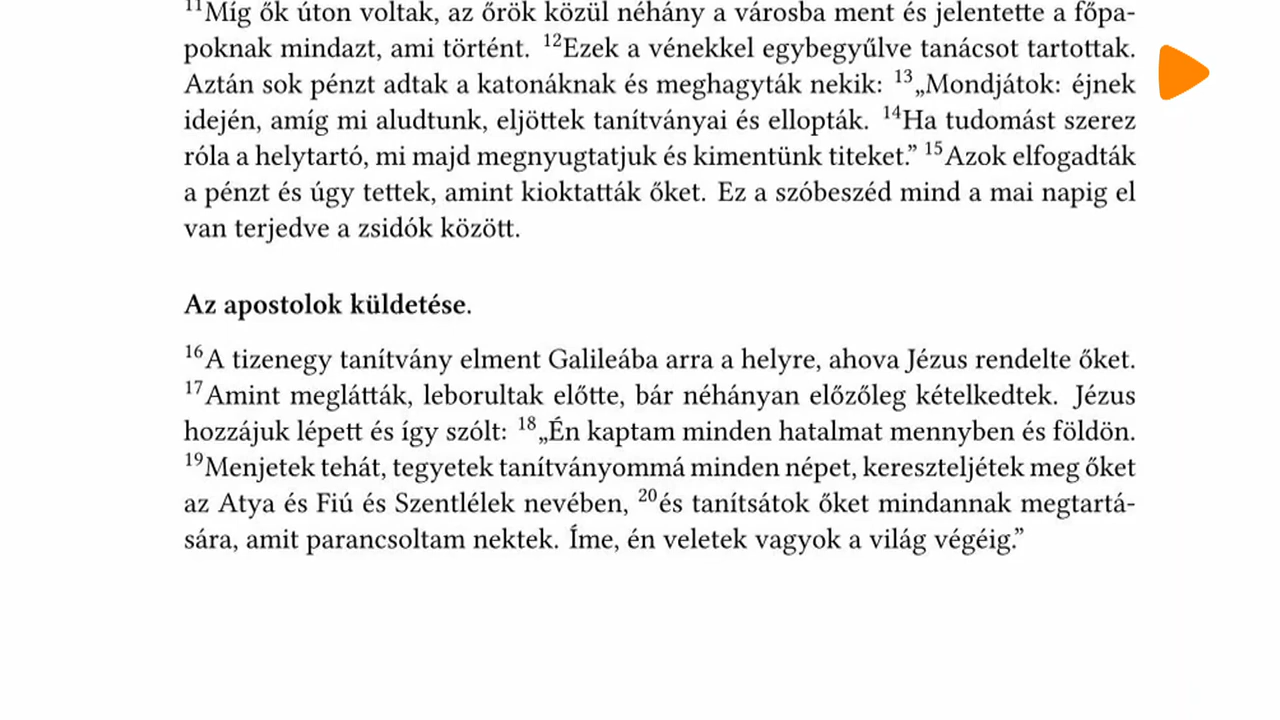 ¹¹Míg ők úton voltak, az őrök közül néhány a városba ment és jelentette a főpa-
poknak mindazt, ami történt. ¹²Ezek a vénekkel egybegyűlve tanácsot tartottak.
Aztán sok pénzt adtak a katonáknak és meghagyták nekik: ¹³„Mondjátok: éjnek
idején, amíg mi aludtunk, eljöttek tanítványai és ellopták. ¹⁴Ha tudomást szerez
róla a helytartó, mi majd megnyugtatjuk és kimentünk titeket.” ¹⁵Azok elfogadták
a pénzt és úgy tettek, amint kioktatták őket. Ez a szóbeszéd mind a mai napig el
van terjedve a zsidók között.
Az apostolok küldetése.
¹⁶A tizenegy tanítvány elment Galileába arra a helyre, ahova Jézus rendelte őket.
¹⁷Amint meglátták, leborultak előtte, bár néhányan előzőleg kételkedtek. Jézus
hozzájuk lépett és így szólt: ¹⁸„Én kaptam minden hatalmat mennyben és földön.
¹⁹Menjetek tehát, tegyetek tanítványommá minden népet, kereszteljétek meg őket
az Atya és Fiú és Szentlélek nevében, ²⁰és tanítsátok őket mindannak megtartá-
sára, amit parancsoltam nektek. Íme, én veletek vagyok a világ végéig.”